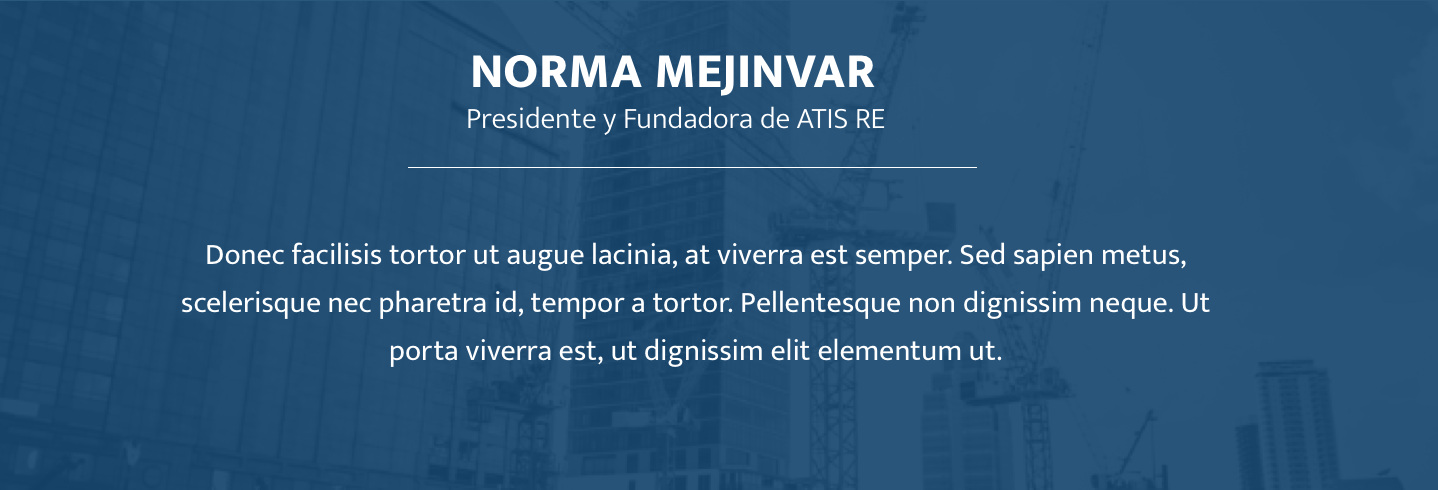 NORMA MEJINVAR
Presidente y Fundadora de ATIS RE
Donec facilisis tortor ut augue lacinia, at viverra est semper. Sed sapien metus,
scelerisque nec pharetra id, tempor a tortor. Pellentesque non dignissim neque. Ut
porta viverra est, ut dignissim elit elementum ut.